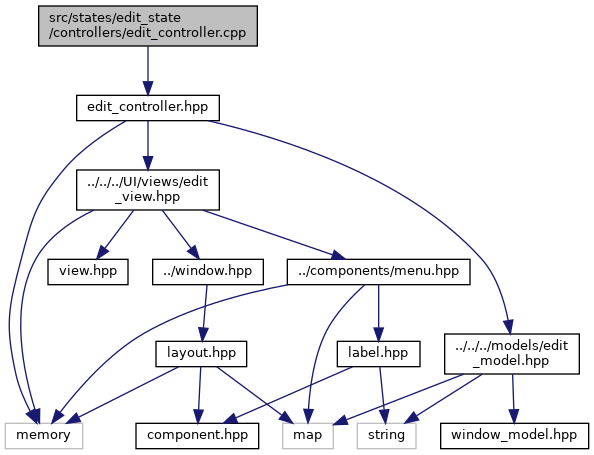 src/states/edit_state
/controllers/edit_controller.cpp
edit_controller.hpp
../../../UI/views/edit
_view.hpp
view.hpp
../window.hpp
../components/menu.hpp
layout.hpp
label.hpp
../../../models/edit
_model.hpp
memory
component.hpp
map
string
window_model.hpp